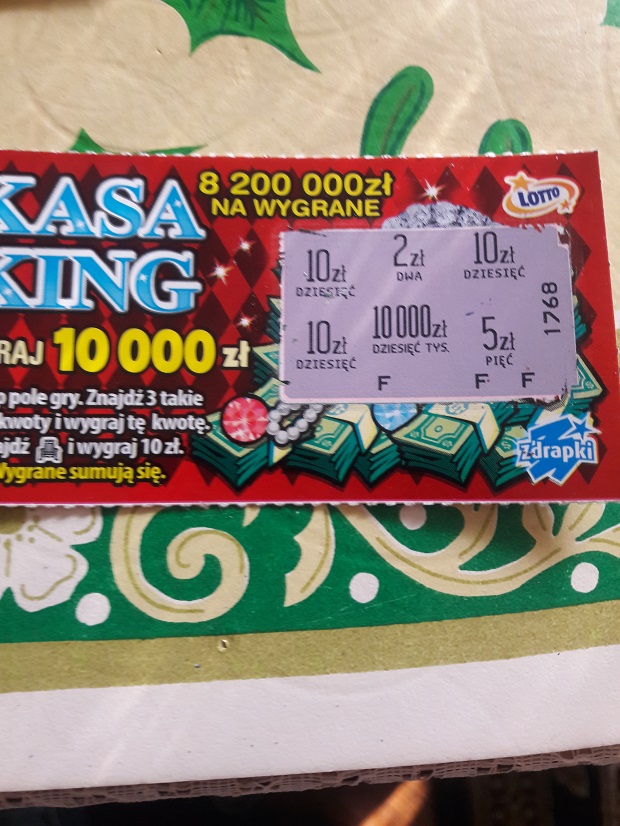 KASA
KING
8 200 000zł
NA WYGRANE
LOTTO
10zł
DZIESIĘĆ
2zł
DWA
10zł
DZIESIĘĆ
10zł
DZIESIĘĆ
10 000zł
DZIESIĘĆ TYS.
5zł
PIĘĆ
F
F F
1768
RAJ 10 000 zł
o pole gry. Znajdź 3 takie
kwoty i wygraj tę kwotę.
jdź i wygraj 10 zł.
Wygrane sumują się.
Zdrapki